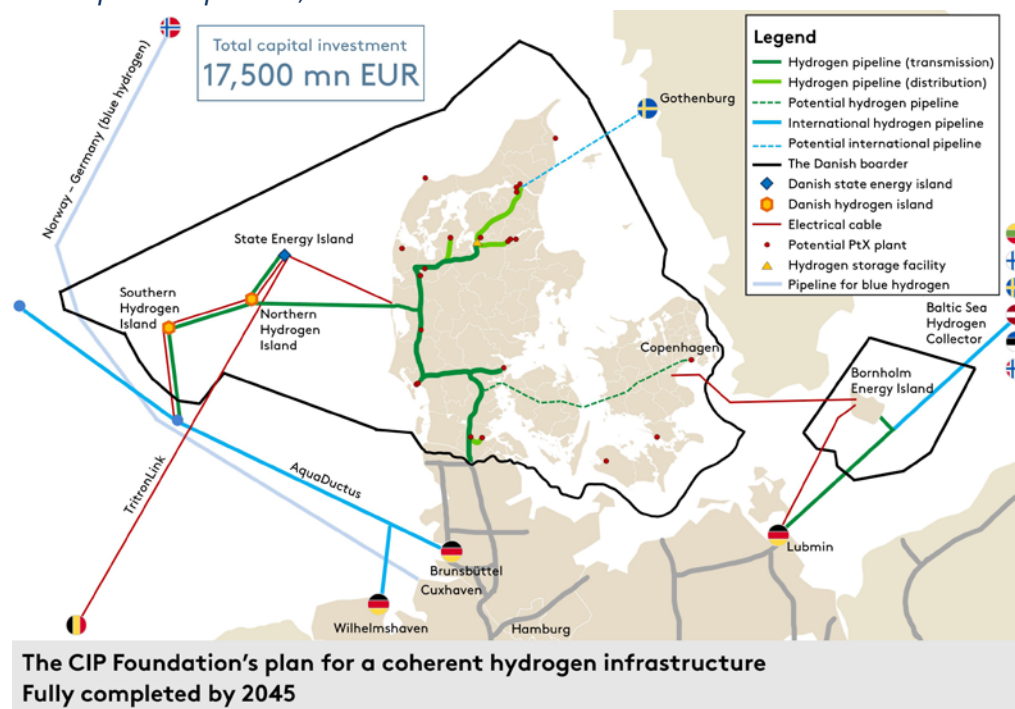 Total capital investment
17,500 mn EUR
Legend
Hydrogen pipeline (transmission)
Hydrogen pipeline (distribution)
Potential hydrogen pipeline
International hydrogen pipeline
Potential international pipeline
The Danish boarder
Danish state energy island
Danish hydrogen island
Electrical cable
Potential PtX plant
Hydrogen storage facility
Pipeline for blue hydrogen
Norway – Germany (blue hydrogen)
Gothenburg
State Energy Island
Southern
Hydrogen
Island
Northern
Hydrogen
Island
Copenhagen
Baltic Sea
Hydrogen
Collector
Bornholm
Energy Island
TritronLink
AquaDuctus
Brunsbüttel
Cuxhaven
Wilhelmshaven
Hamburg
Lubmin
The CIP Foundation's plan for a coherent hydrogen infrastructure
Fully completed by 2045